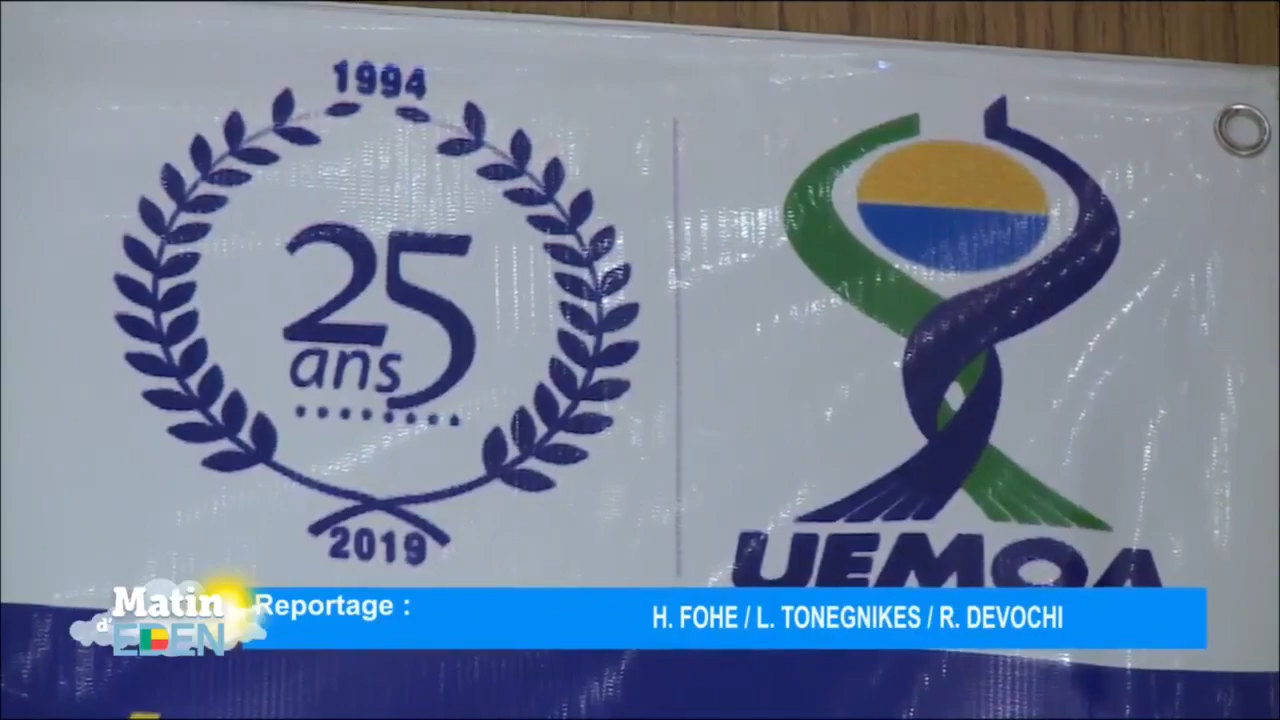 1994
25
ans
2019
UEMOA
Matin
d'
EDEN
Reportage :
H. FOHE / L. TONEGNIKES / R. DEVOCHI